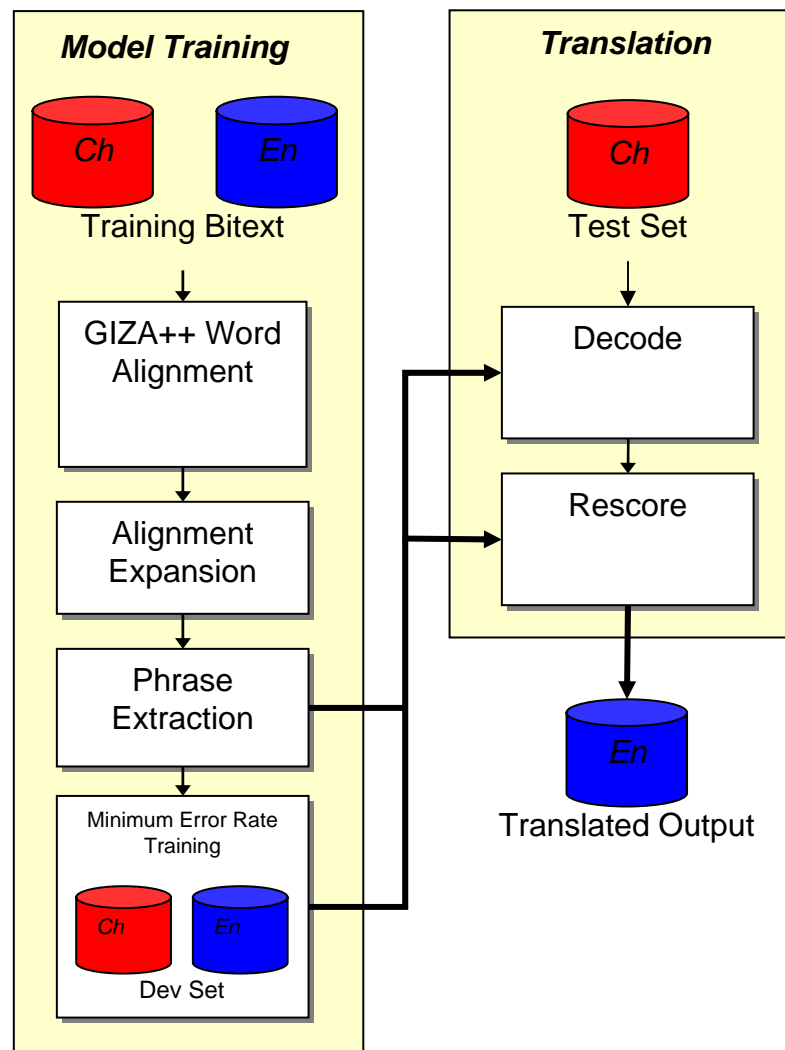 Model Training
Ch
En
Training Bitext
GIZA++ Word
Alignment
Alignment
Expansion
Phrase
Extraction
Minimum Error Rate
Training
Ch
En
Dev Set
Translation
Ch
Test Set
Decode
Rescore
En
Translated Output